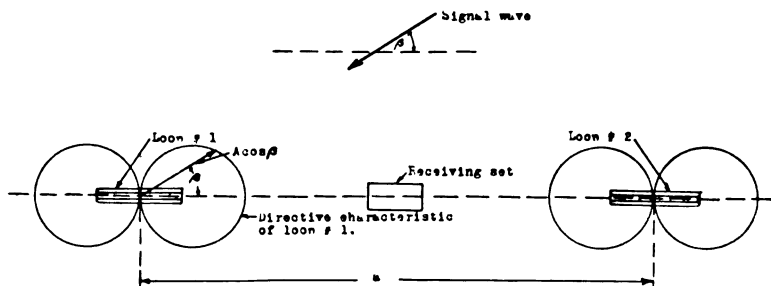 Signal wave
β
Loop # 1
Acosβ
β
Receiving set
Loop # 2
Directive characteristic
of loop # 1.